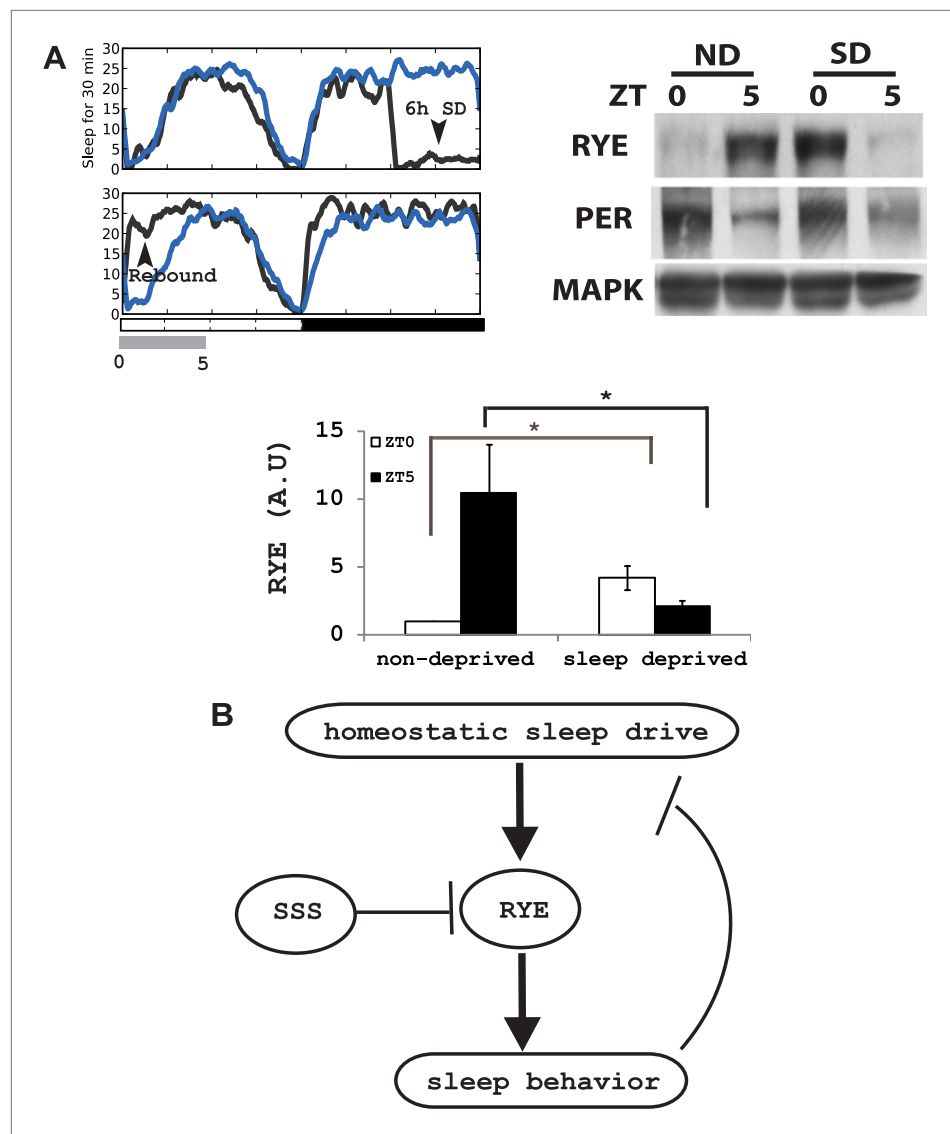 A
Sleep for 30 min
30
25
20
15
10
5
0
6h SD
30
25
20
15
10
5
0
Rebound
0 5
ND SD
ZT 0 5 0 5
RYE
PER
MAPK
RYE (A.U)
15
10
5
0
ZT0
ZT5
*
*
non-deprived sleep deprived
B
homeostatic sleep drive
SSS
RYE
sleep behavior